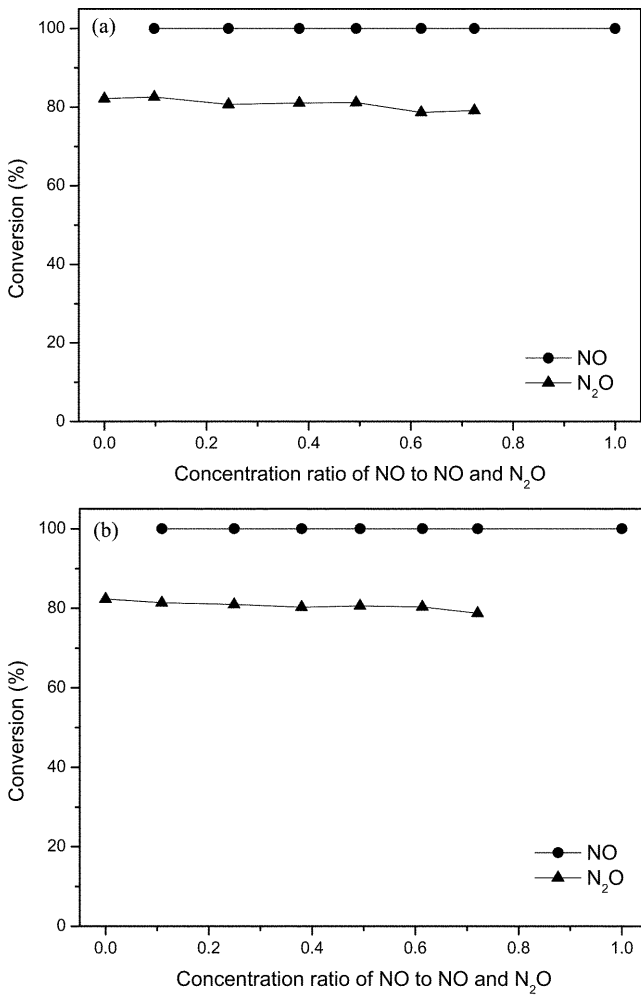 (a)
100
80
60
40
20
0
Conversion (%)
NO
N₂O
0.0 0.2 0.4 0.6 0.8 1.0
Concentration ratio of NO to NO and N₂O
(b)
100
80
60
40
20
0
Conversion (%)
NO
N₂O
0.0 0.2 0.4 0.6 0.8 1.0
Concentration ratio of NO to NO and N₂O